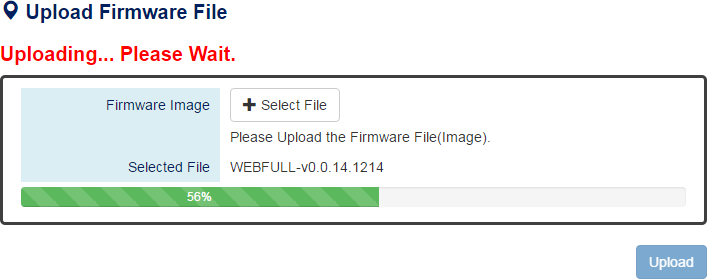 Upload Firmware File
Uploading... Please Wait.
Firmware Image
Select File
Please Upload the Firmware File(Image).
Selected File
WEBFULL-v0.0.14.1214
56%
Upload